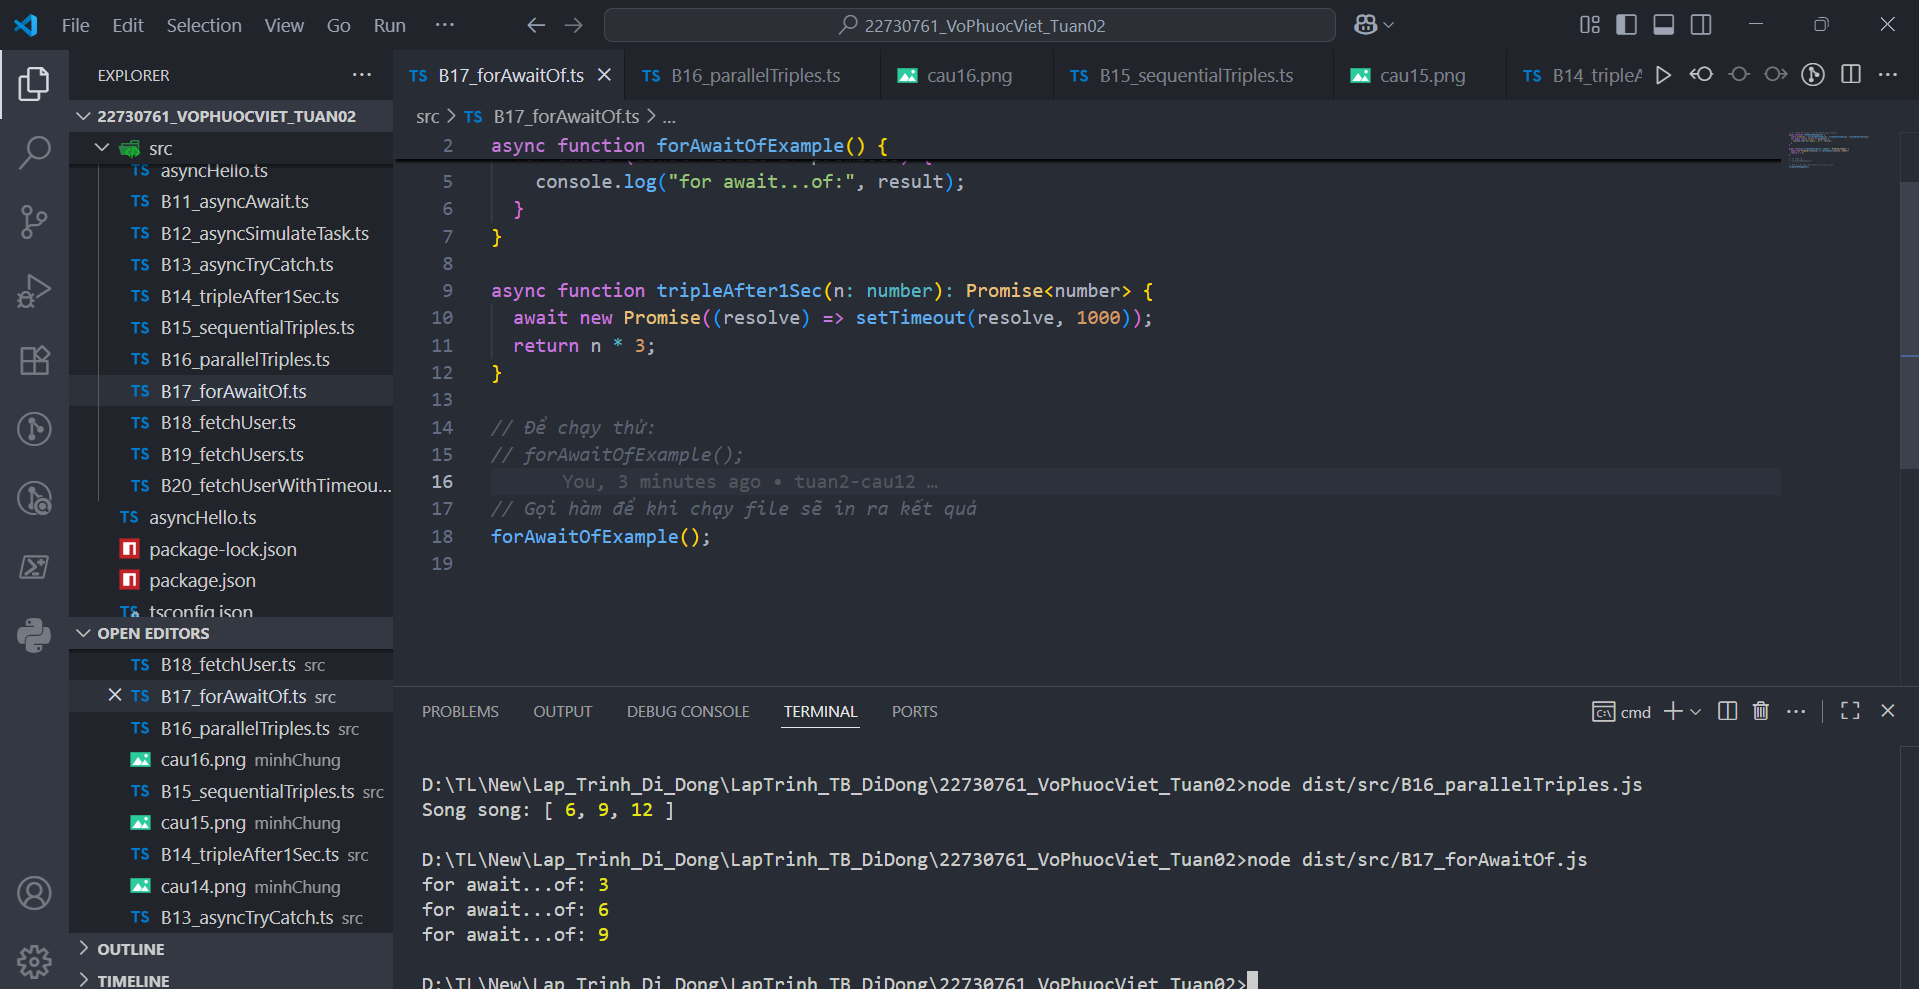 File Edit Selection View Go Run ···
22730761_VoPhuocViet_Tuan02
EXPLORER ···
22730761_VOPHUOCVIET_TUAN02
src
TS asyncHello.ts
TS B11_asyncAwait.ts
TS B12_asyncSimulateTask.ts
TS B13_asyncTryCatch.ts
TS B14_tripleAfter1Sec.ts
TS B15_sequentialTriples.ts
TS B16_parallelTriples.ts
TS B17_forAwaitOf.ts
TS B18_fetchUser.ts
TS B19_fetchUsers.ts
TS B20_fetchUserWithTimeou...
TS asyncHello.ts
package-lock.json
package.json
tsconfig.json
OPEN EDITORS
TS B18_fetchUser.ts src
TS B17_forAwaitOf.ts src
TS B16_parallelTriples.ts src
cau16.png minhChung
TS B15_sequentialTriples.ts src
cau15.png minhChung
TS B14_tripleAfter1Sec.ts src
cau14.png minhChung
TS B13_asyncTryCatch.ts src
OUTLINE
TIMELINE
TS B17_forAwaitOf.ts TS B16_parallelTriples.ts cau16.png TS B15_sequentialTriples.ts cau15.png TS B14_tripleA
src > TS B17_forAwaitOf.ts > ...
2 async function forAwaitOfExample() {
5 console.log("for await...of:", result);
6 }
7 }
8
9 async function tripleAfter1Sec(n: number): Promise<number> {
10 await new Promise((resolve) => setTimeout(resolve, 1000));
11 return n * 3;
12 }
13
14 // Để chạy thử:
15 // forAwaitOfExample();
16 You, 3 minutes ago • tuan2-cau12 …
17 // Gọi hàm để khi chạy file sẽ in ra kết quả
18 forAwaitOfExample();
19
PROBLEMS OUTPUT DEBUG CONSOLE TERMINAL PORTS cmd
D:\TL\New\Lap_Trinh_Di_Dong\LapTrinh_TB_DiDong\22730761_VoPhuocViet_Tuan02>node dist/src/B16_parallelTriples.js
Song song: [ 6, 9, 12 ]
D:\TL\New\Lap_Trinh_Di_Dong\LapTrinh_TB_DiDong\22730761_VoPhuocViet_Tuan02>node dist/src/B17_forAwaitOf.js
for await...of: 3
for await...of: 6
for await...of: 9
D:\TL\New\Lap_Trinh_Di_Dong\LapTrinh_TB_DiDong\22730761_VoPhuocViet_Tuan02>